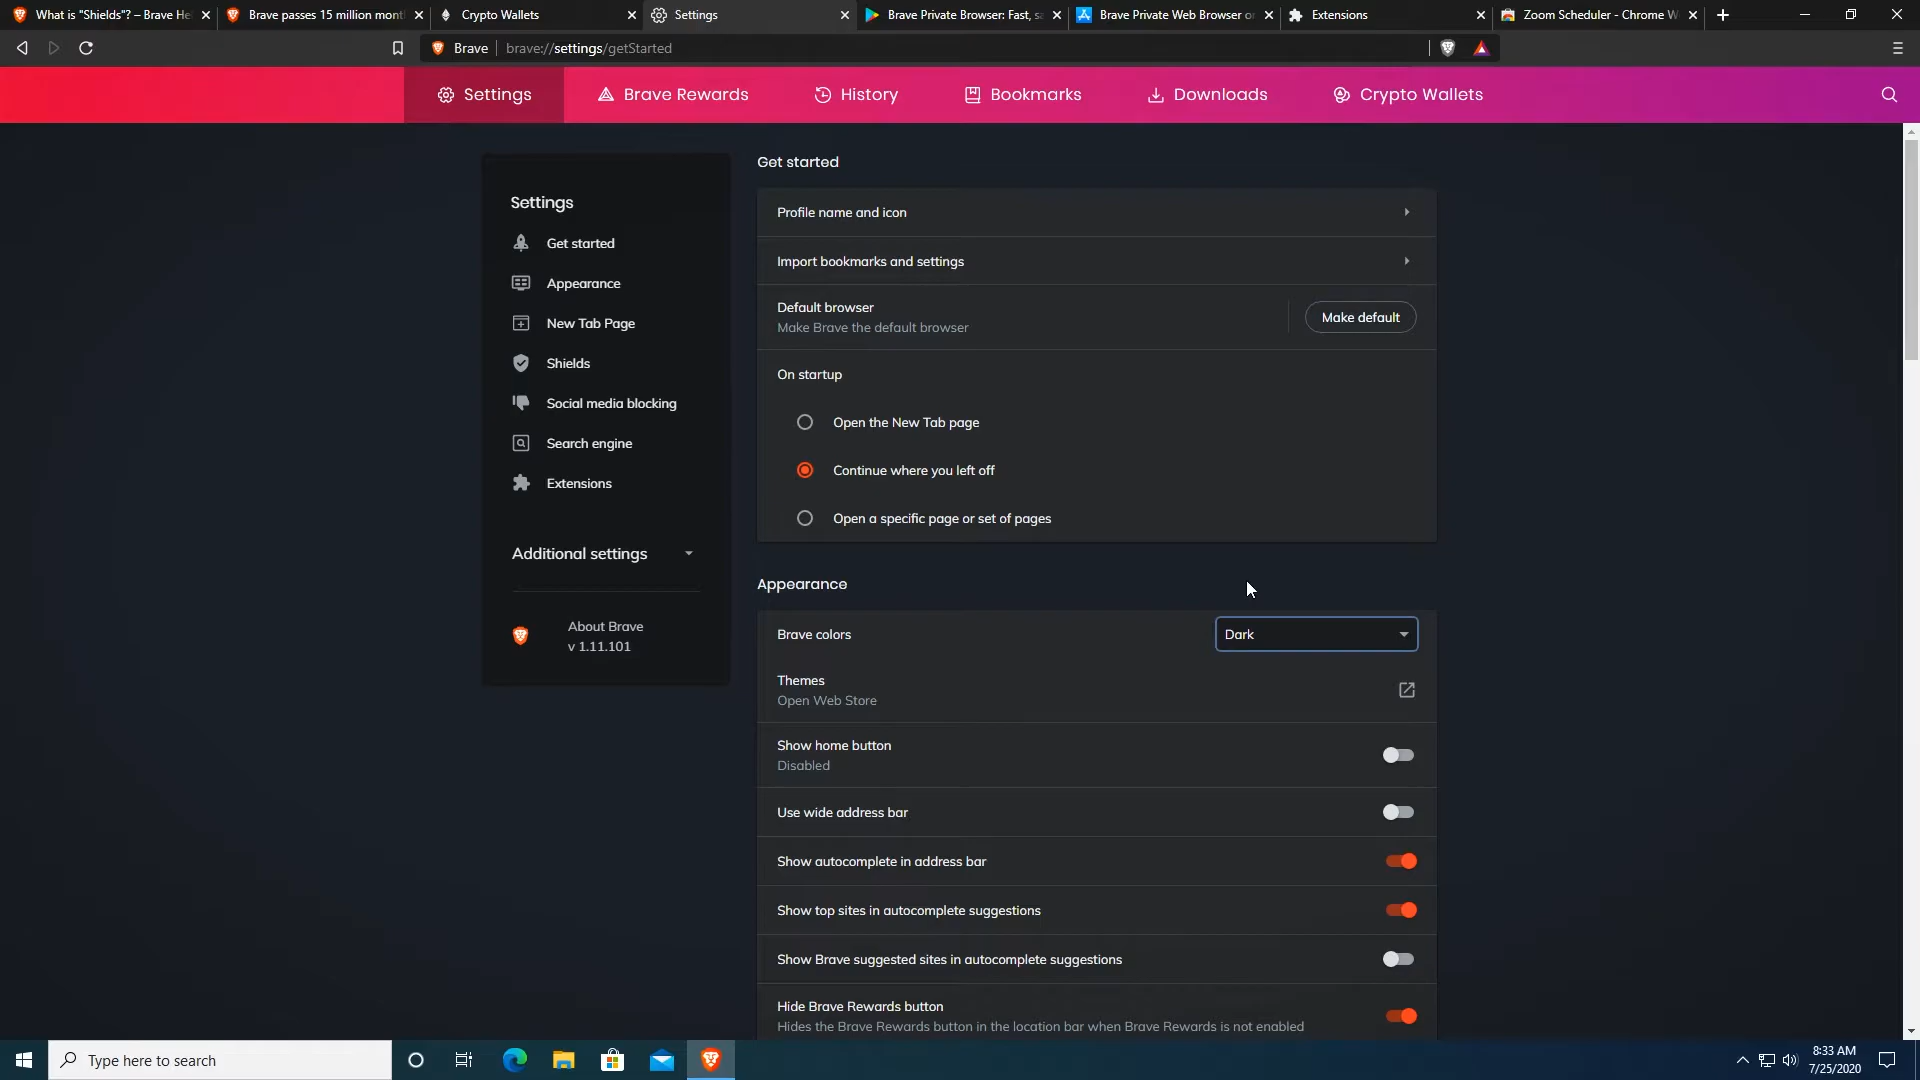 What is "Shields"? – Brave He
Brave passes 15 million mont
Crypto Wallets
Settings
Brave Private Browser: Fast, s
Brave Private Web Browser o
Extensions
Zoom Scheduler - Chrome W
Brave
brave://settings/getStarted
Settings
Brave Rewards
History
Bookmarks
Downloads
Crypto Wallets
Settings
Get started
Appearance
New Tab Page
Shields
Social media blocking
Search engine
Extensions
Additional settings
About Brave
v 1.11.101
Get started
Profile name and icon
Import bookmarks and settings
Default browser
Make Brave the default browser
Make default
On startup
Open the New Tab page
Continue where you left off
Open a specific page or set of pages
Appearance
Brave colors
Dark
Themes
Open Web Store
Show home button
Disabled
Use wide address bar
Show autocomplete in address bar
Show top sites in autocomplete suggestions
Show Brave suggested sites in autocomplete suggestions
Hide Brave Rewards button
Hides the Brave Rewards button in the location bar when Brave Rewards is not enabled
Type here to search
8:33 AM
7/25/2020